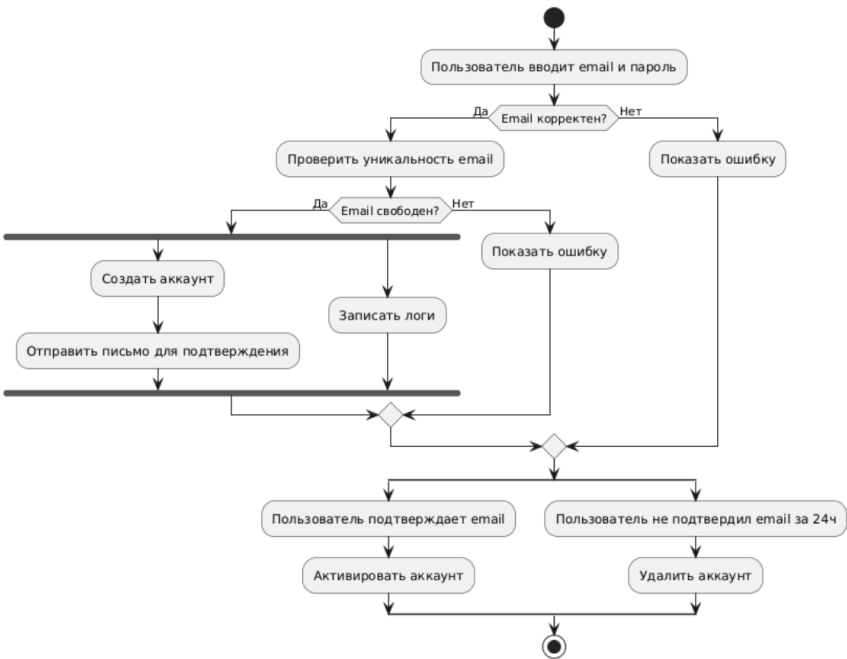 Пользователь вводит email и пароль
Да
Email корректен?
Нет
Проверить уникальность email
Показать ошибку
Да
Email свободен?
Нет
Показать ошибку
Создать аккаунт
Записать логи
Отправить письмо для подтверждения
Пользователь подтверждает email
Пользователь не подтвердил email за 24ч
Активировать аккаунт
Удалить аккаунт